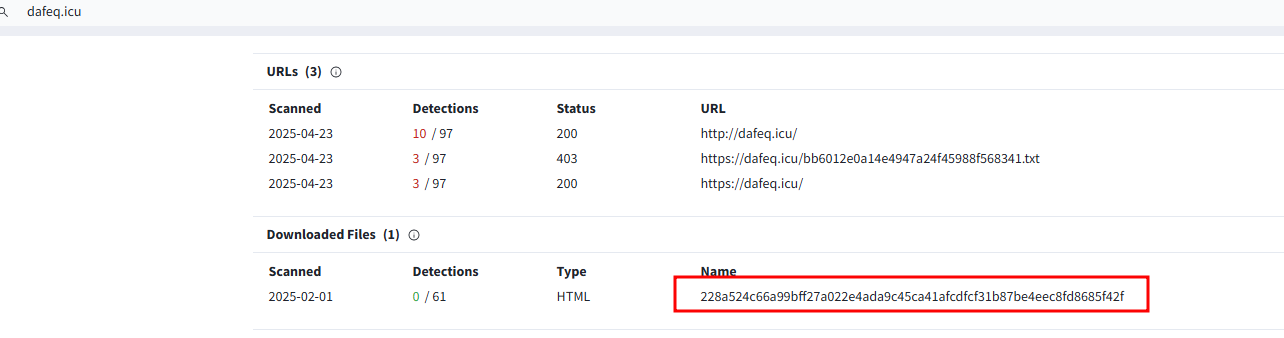 dafeq.icu
URLs (3)
Scanned Detections Status URL
2025-04-23 10 / 97 200 http://dafeq.icu/
2025-04-23 3 / 97 403 https://dafeq.icu/bb6012e0a14e4947a24f45988f568341.txt
2025-04-23 3 / 97 200 https://dafeq.icu/
Downloaded Files (1)
Scanned Detections Type Name
2025-02-01 0 / 61 HTML 228a524c66a99bff27a022e4ada9c45ca41afcdfcf31b87be4eec8fd8685f42f